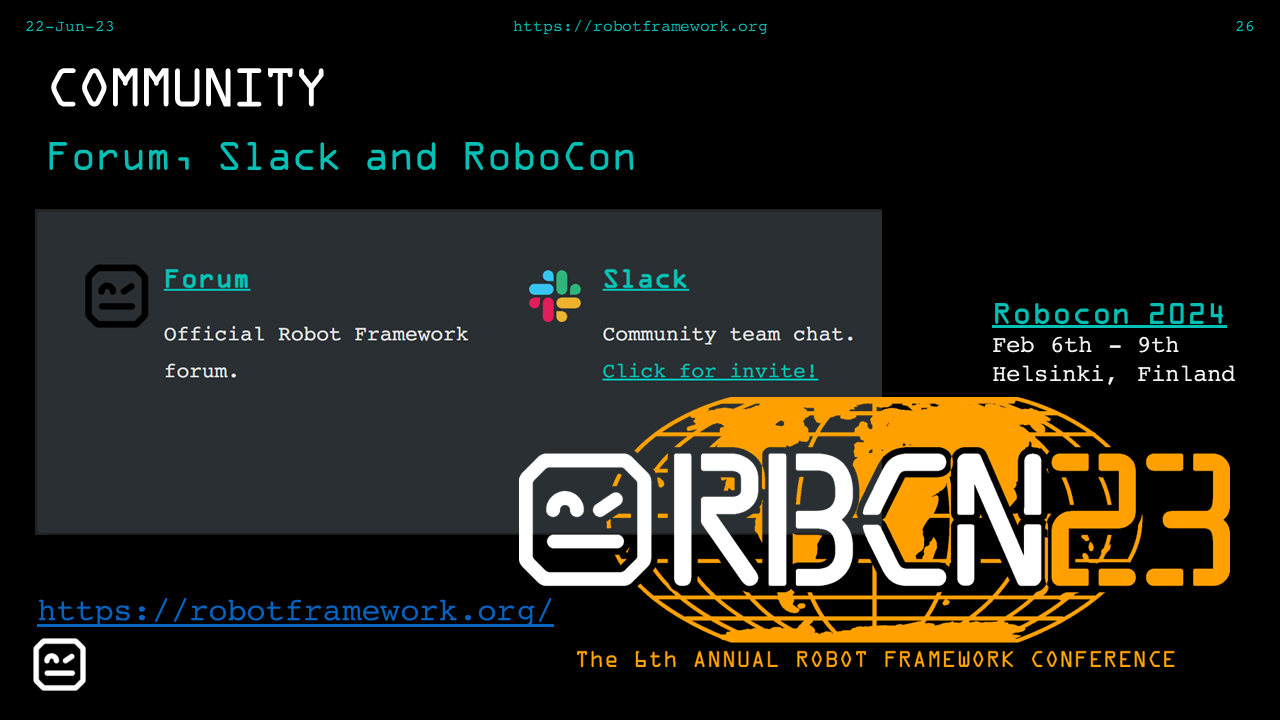 22-Jun-23
https://robotframework.org
26
COMMUNITY
Forum, Slack and RoboCon
Forum
Official Robot Framework
forum.
Slack
Community team chat.
Click for invite!
Robocon 2024
Feb 6th – 9th
Helsinki, Finland
RBCN23
https://robotframework.org/
The 6th ANNUAL ROBOT FRAMEWORK CONFERENCE